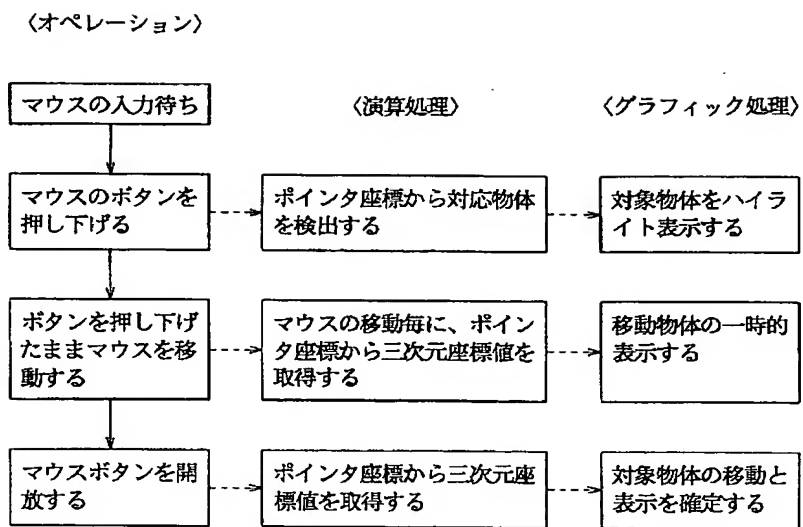 〈オペレーション〉
マウスの入力待ち
〈演算処理〉
〈グラフィック処理〉
マウスのボタンを
押し下げる
ポインタ座標から対応物体
を検出する
対象物体をハイラ
イト表示する
ボタンを押し下げ
たままマウスを移
動する
マウスの移動毎に、ポイン
タ座標から三次元座標値を
取得する
移動物体の一時的
表示する
マウスボタンを開
放する
ポインタ座標から三次元座
標値を取得する
対象物体の移動と
表示を確定する